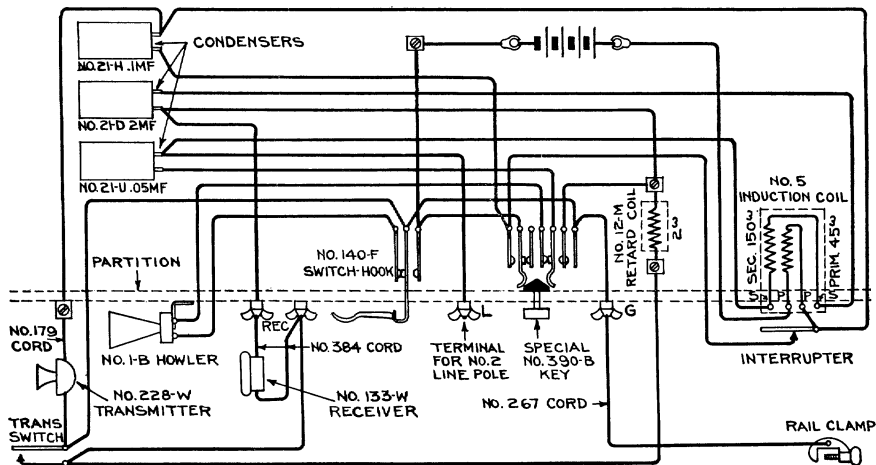 CONDENSERS
NO.21-H .1MF
NO.21-D 2MF
NO.21-U .05MF
NO. 5
INDUCTION COIL
SEC. 150ω
PRIM. 45ω
NO. 12-M
RETARD COIL
3
2
NO. 140-F
SWITCH-HOOK
PARTITION
S P P S
REC.
L
G
NO.179
CORD
NO.1-B HOWLER
NO.384 CORD
TERMINAL
FOR NO.2
LINE POLE
SPECIAL
NO.390-B
KEY
INTERRUPTER
NO.228-W
TRANSMITTER
NO. 133-W
RECEIVER
NO.267 CORD
TRANS
SWITCH
RAIL CLAMP